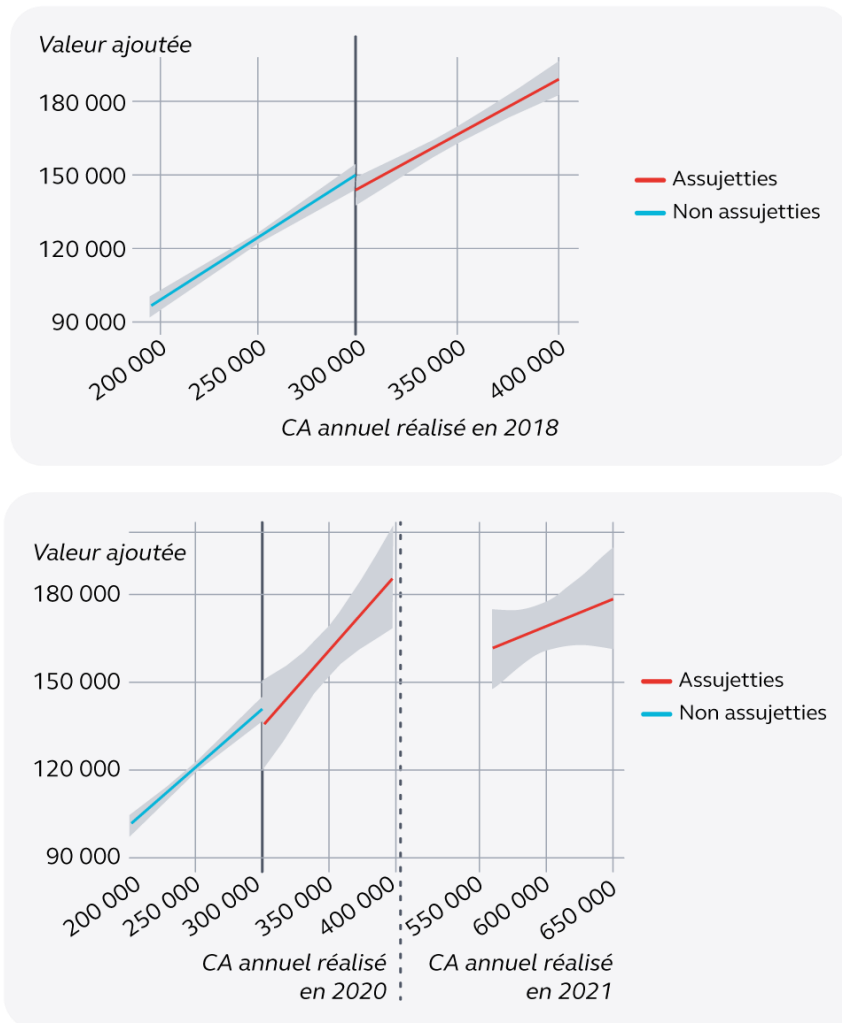 Valeur ajoutée
180 000
150 000
120 000
90 000
200 000
250 000
300 000
350 000
400 000
CA annuel réalisé en 2018
Assujetties
Non assujetties
Valeur ajoutée
180 000
150 000
120 000
90 000
200 000
250 000
300 000
350 000
400 000
550 000
600 000
650 000
CA annuel réalisé
en 2020
CA annuel réalisé
en 2021
Assujetties
Non assujetties